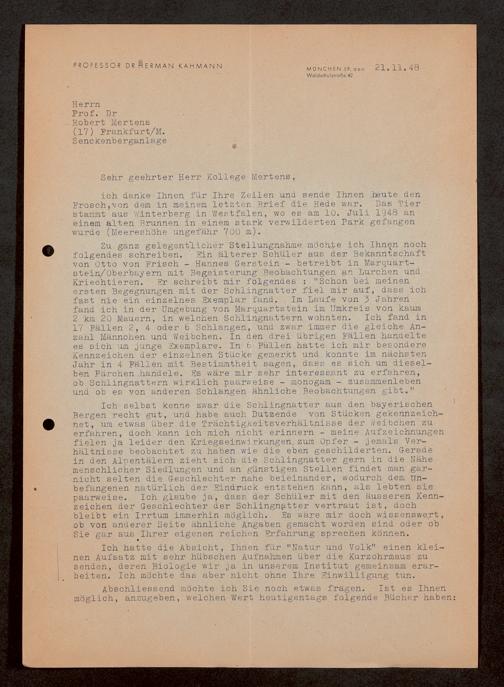 PROFESSOR DR HERMAN KAHMANN
MÜNCHEN 59, den 21.11.48
Waldschulstraße 42
Herrn
Prof. Dr
Robert Mertens
(17) Frankfurt/M.
Senckenberganlage
Sehr geehrter Herr Kollege Mertens,
ich danke Ihnen für Ihre Zeilen und sende Ihnen heute den
Frosch,von dem in meinem letzten Brief die Rede war. Das Tier
stammt aus Winterberg in Westfalen, wo es am 10. Juli 1948 an
einem alten Brunnen in einem stark verwilderten Park gefangen
wurde (Meereshöhe ungefähr 700 m).
Zu ganz gelegentlicher Stellungnahme möchte ich Ihnen noch
folgendes schreiben. Ein älterer Schüler aus der Bekanntschaft
von Otto von Frisch - Hannes Gerstein - betreibt in Marquart-
stein/Oberbayern mit Begeisterung Beobachtungen an Lurchen und
Kriechtieren. Er schreibt mir folgendes : "Schon bei meinen
ersten Begegnungen mit der Schlingnatter fiel mir auf, dass ich
fast nie ein einzelnes Exemplar fand. Im Laufe von 3 Jahren
fand ich in der Umgebung von Marquartstein im Umkreis von kaum
2 km 20 Mauern, in welchen Schlingnattern wohnten. Ich fand in
17 Fällen 2, 4 oder 6 Schlangen, und zwar immer die gleiche An-
zahl Männchen und Weibchen. In den drei übrigen Fällen handelte
es sich um junge Exemplare. In 6 Fällen hatte ich mir besondere
Kennzeichen der einzelnen Stücke gemerkt und konnte im nächsten
Jahr in 4 Fällen mit Bestimmtheit sagen, dass es sich um diesel-
ben Pärchen handele. Es wäre mir sehr interessant zu erfahren,
ob Schlingnattern wirklich paarweise - monogam - zusammenleben
und ob es von anderen Schlangen ähnliche Beobachtungen gibt."
Ich selbst kenne zwar die Schlingnatter aus den bayerischen
Bergen recht gut, und habe auch Dutzende von Stücken gekennzeich-
net, um etwas über die Trächtigkeitsverhältnisse der Weibchen zu
erfahren, doch kann ich mich nicht erinnern - meine Aufzeichnungen
fielen ja leider den Kriegseinwirkungen zum Opfer - jemals Ver-
hältnisse beobachtet zu haben wie die eben geschilderten. Gerade
in den Alpentälern zieht sich die Schlingnatter gern in die Nähe
menschlicher Siedlungen und an günstigen Stellen findet man gar-
nicht selten die Geschlechter nahe beieinander, wodurch dem Un-
befangenen natürlich der Eindruck entstehen kann, als lebten sie
paarweise. Ich glaube ja, dass der Schüler mit den äusseren Kenn-
zeichen der Geschlechter der Schlingnatter vertraut ist, doch
bleibt ein Irrtum immerhin möglich. Es wäre mir doch wissenswert,
ob von anderer Seite ähnliche Angaben gemacht worden sind oder ob
Sie gar aus Ihrer eigenen reichen Erfahrung sprechen können.
Ich hatte die Absicht, Ihnen für "Natur und Volk" einen klei-
nen Aufsatz mit sehr hübschen Aufnahmen über die Kurzohrmaus zu
senden, deren Biologie wir ja in unserem Institut gemeinsam erar-
beiten. Ich möchte das aber nicht ohne Ihre Einwilligung tun.
Abschliessend möchte ich Sie noch etwas fragen. Ist es Ihnen
möglich, anzugeben, welchen Wert heutigentags folgende Bücher haben: